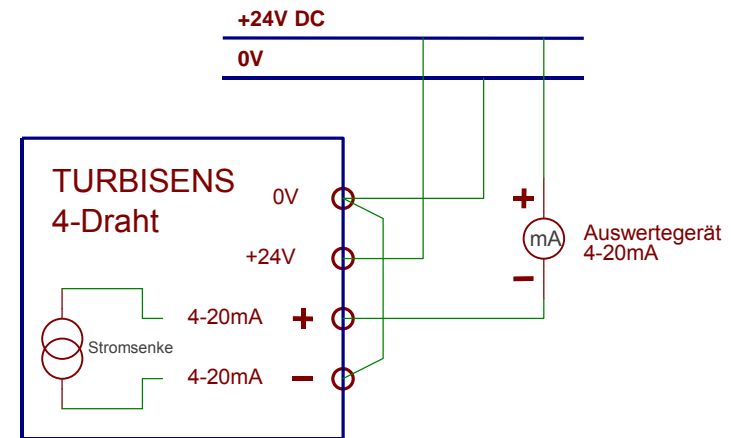 +24V DC
0V
TURBISENS
4-Draht
0V
+24V
4-20mA +
Stromsenke
4-20mA −
+
mA
−
Auswertegerät
4-20mA